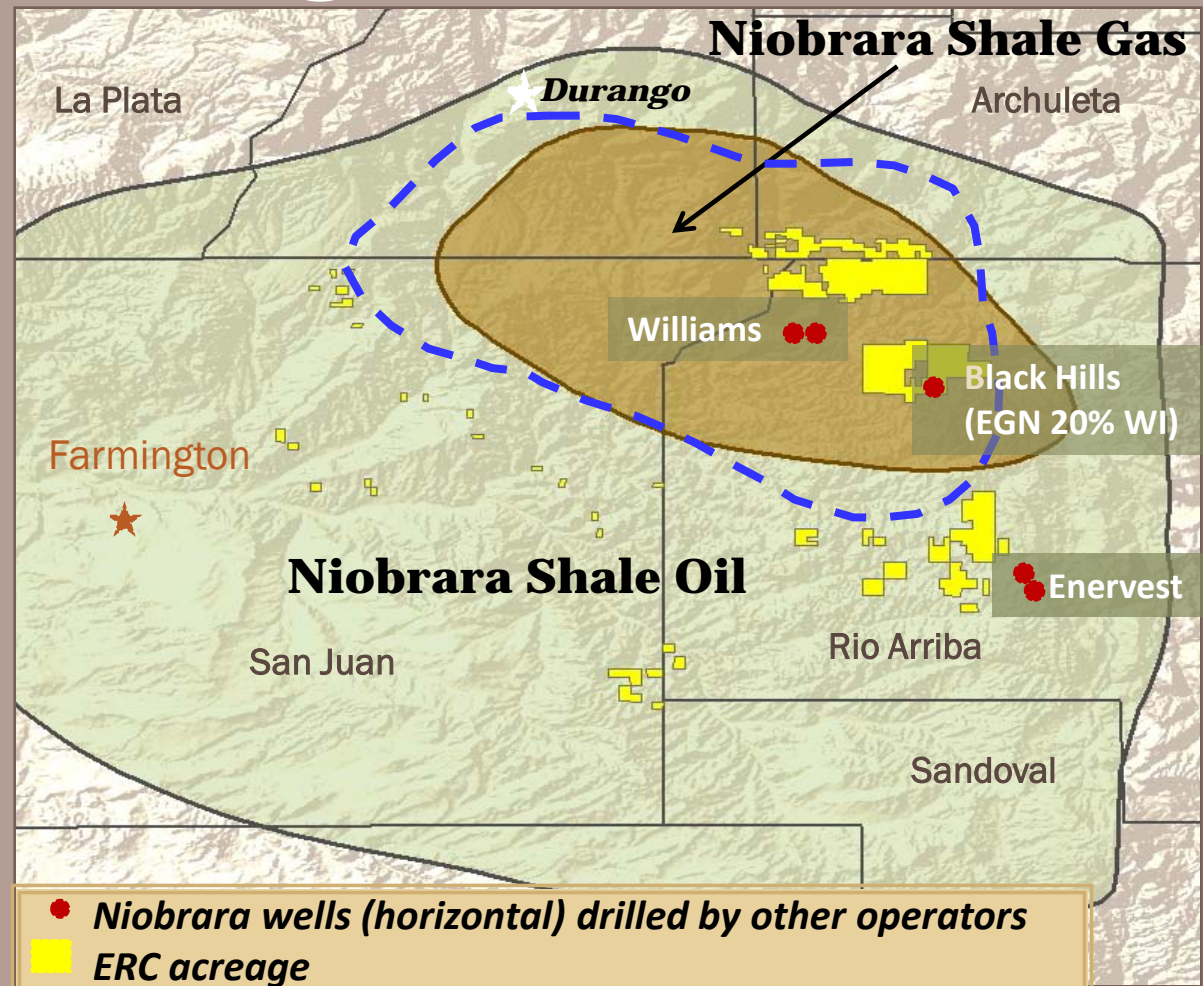 Niobrara Shale Gas
La Plata
Durango
Archuleta
Williams
Black Hills
(EGN 20% WI)
Farmington
Niobrara Shale Oil
Enervest
San Juan
Rio Arriba
Sandoval
Niobrara wells (horizontal) drilled by other operators
ERC acreage